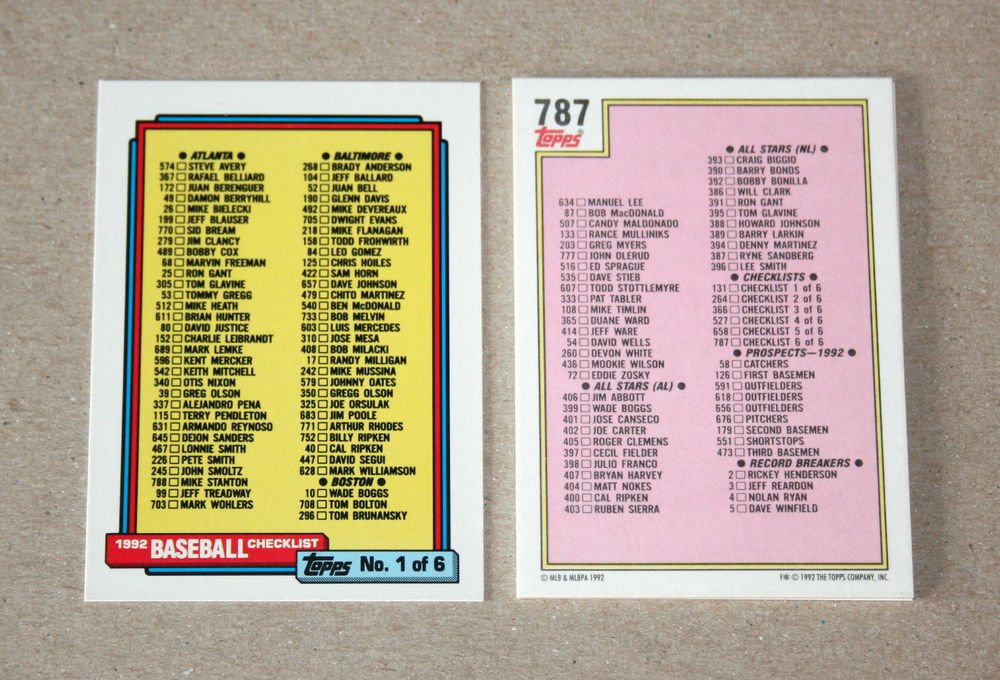 ● ATLANTA ●
574 □ STEVE AVERY
367 □ RAFAEL BELLIARD
172 □ JUAN BERENGUER
49 □ DAMON BERRYHILL
26 □ MIKE BIELECKI
199 □ JEFF BLAUSER
770 □ SID BREAM
279 □ JIM CLANCY
489 □ BOBBY COX
68 □ MARVIN FREEMAN
25 □ RON GANT
305 □ TOM GLAVINE
53 □ TOMMY GREGG
512 □ MIKE HEATH
611 □ BRIAN HUNTER
80 □ DAVID JUSTICE
152 □ CHARLIE LEIBRANDT
689 □ MARK LEMKE
596 □ KENT MERCKER
542 □ KEITH MITCHELL
340 □ OTIS NIXON
39 □ GREG OLSON
337 □ ALEJANDRO PENA
115 □ TERRY PENDLETON
631 □ ARMANDO REYNOSO
645 □ DEION SANDERS
467 □ LONNIE SMITH
226 □ PETE SMITH
245 □ JOHN SMOLTZ
788 □ MIKE STANTON
99 □ JEFF TREADWAY
703 □ MARK WOHLERS
● BALTIMORE ●
268 □ BRADY ANDERSON
104 □ JEFF BALLARD
52 □ JUAN BELL
190 □ GLENN DAVIS
492 □ MIKE DEVEREAUX
705 □ DWIGHT EVANS
218 □ MIKE FLANAGAN
158 □ TODD FROHWIRTH
84 □ LEO GOMEZ
125 □ CHRIS HOILES
422 □ SAM HORN
657 □ DAVE JOHNSON
479 □ CHITO MARTINEZ
540 □ BEN McDONALD
733 □ BOB MELVIN
603 □ LUIS MERCEDES
310 □ JOSE MESA
408 □ BOB MILACKI
17 □ RANDY MILLIGAN
242 □ MIKE MUSSINA
579 □ JOHNNY OATES
350 □ GREGG OLSON
325 □ JOE ORSULAK
683 □ JIM POOLE
771 □ ARTHUR RHODES
752 □ BILLY RIPKEN
40 □ CAL RIPKEN
447 □ DAVID SEGUI
628 □ MARK WILLIAMSON
● BOSTON ●
10 □ WADE BOGGS
708 □ TOM BOLTON
296 □ TOM BRUNANSKY
1992 BASEBALL CHECKLIST
Topps No. 1 of 6
787
Topps®
634 □ MANUEL LEE
87 □ BOB MacDONALD
507 □ CANDY MALDONADO
133 □ RANCE MULLINIKS
203 □ GREG MYERS
777 □ JOHN OLERUD
516 □ ED SPRAGUE
535 □ DAVE STIEB
607 □ TODD STOTTLEMYRE
333 □ PAT TABLER
108 □ MIKE TIMLIN
365 □ DUANE WARD
414 □ JEFF WARE
54 □ DAVID WELLS
260 □ DEVON WHITE
436 □ MOOKIE WILSON
72 □ EDDIE ZOSKY
● ALL STARS (AL) ●
406 □ JIM ABBOTT
399 □ WADE BOGGS
401 □ JOSE CANSECO
402 □ JOE CARTER
405 □ ROGER CLEMENS
397 □ CECIL FIELDER
398 □ JULIO FRANCO
407 □ BRYAN HARVEY
404 □ MATT NOKES
400 □ CAL RIPKEN
403 □ RUBEN SIERRA
● ALL STARS (NL) ●
393 □ CRAIG BIGGIO
390 □ BARRY BONDS
392 □ BOBBY BONILLA
386 □ WILL CLARK
391 □ RON GANT
395 □ TOM GLAVINE
388 □ HOWARD JOHNSON
389 □ BARRY LARKIN
394 □ DENNY MARTINEZ
387 □ RYNE SANDBERG
396 □ LEE SMITH
● CHECKLISTS ●
131 □ CHECKLIST 1 of 6
264 □ CHECKLIST 2 of 6
366 □ CHECKLIST 3 of 6
527 □ CHECKLIST 4 of 6
658 □ CHECKLIST 5 of 6
787 □ CHECKLIST 6 of 6
● PROSPECTS—1992 ●
58 □ CATCHERS
126 □ FIRST BASEMEN
591 □ OUTFIELDERS
618 □ OUTFIELDERS
656 □ OUTFIELDERS
676 □ PITCHERS
179 □ SECOND BASEMEN
551 □ SHORTSTOPS
473 □ THIRD BASEMEN
● RECORD BREAKERS ●
2 □ RICKEY HENDERSON
3 □ JEFF REARDON
4 □ NOLAN RYAN
5 □ DAVE WINFIELD
© MLB & MLBPA 1992
F✻ © 1992 THE TOPPS COMPANY, INC.